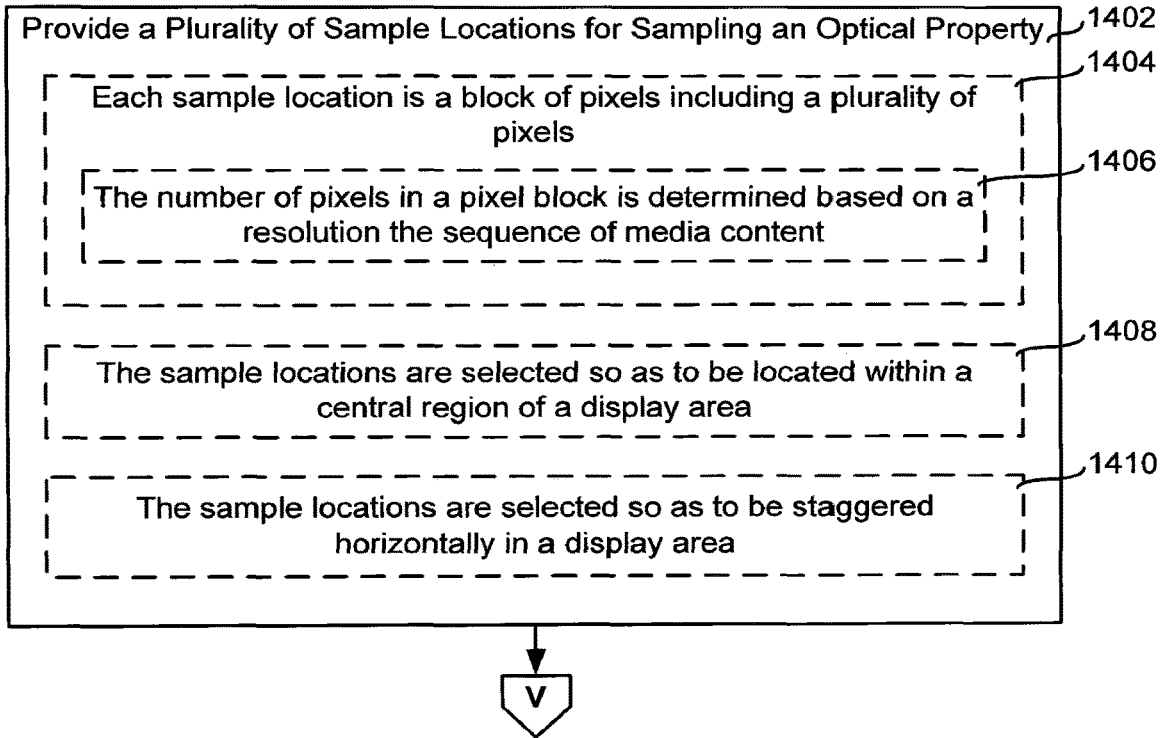 Provide a Plurality of Sample Locations for Sampling an Optical Property
1402
1404
Each sample location is a block of pixels including a plurality of
pixels
1406
The number of pixels in a pixel block is determined based on a
resolution the sequence of media content
1408
The sample locations are selected so as to be located within a
central region of a display area
1410
The sample locations are selected so as to be staggered
horizontally in a display area
V